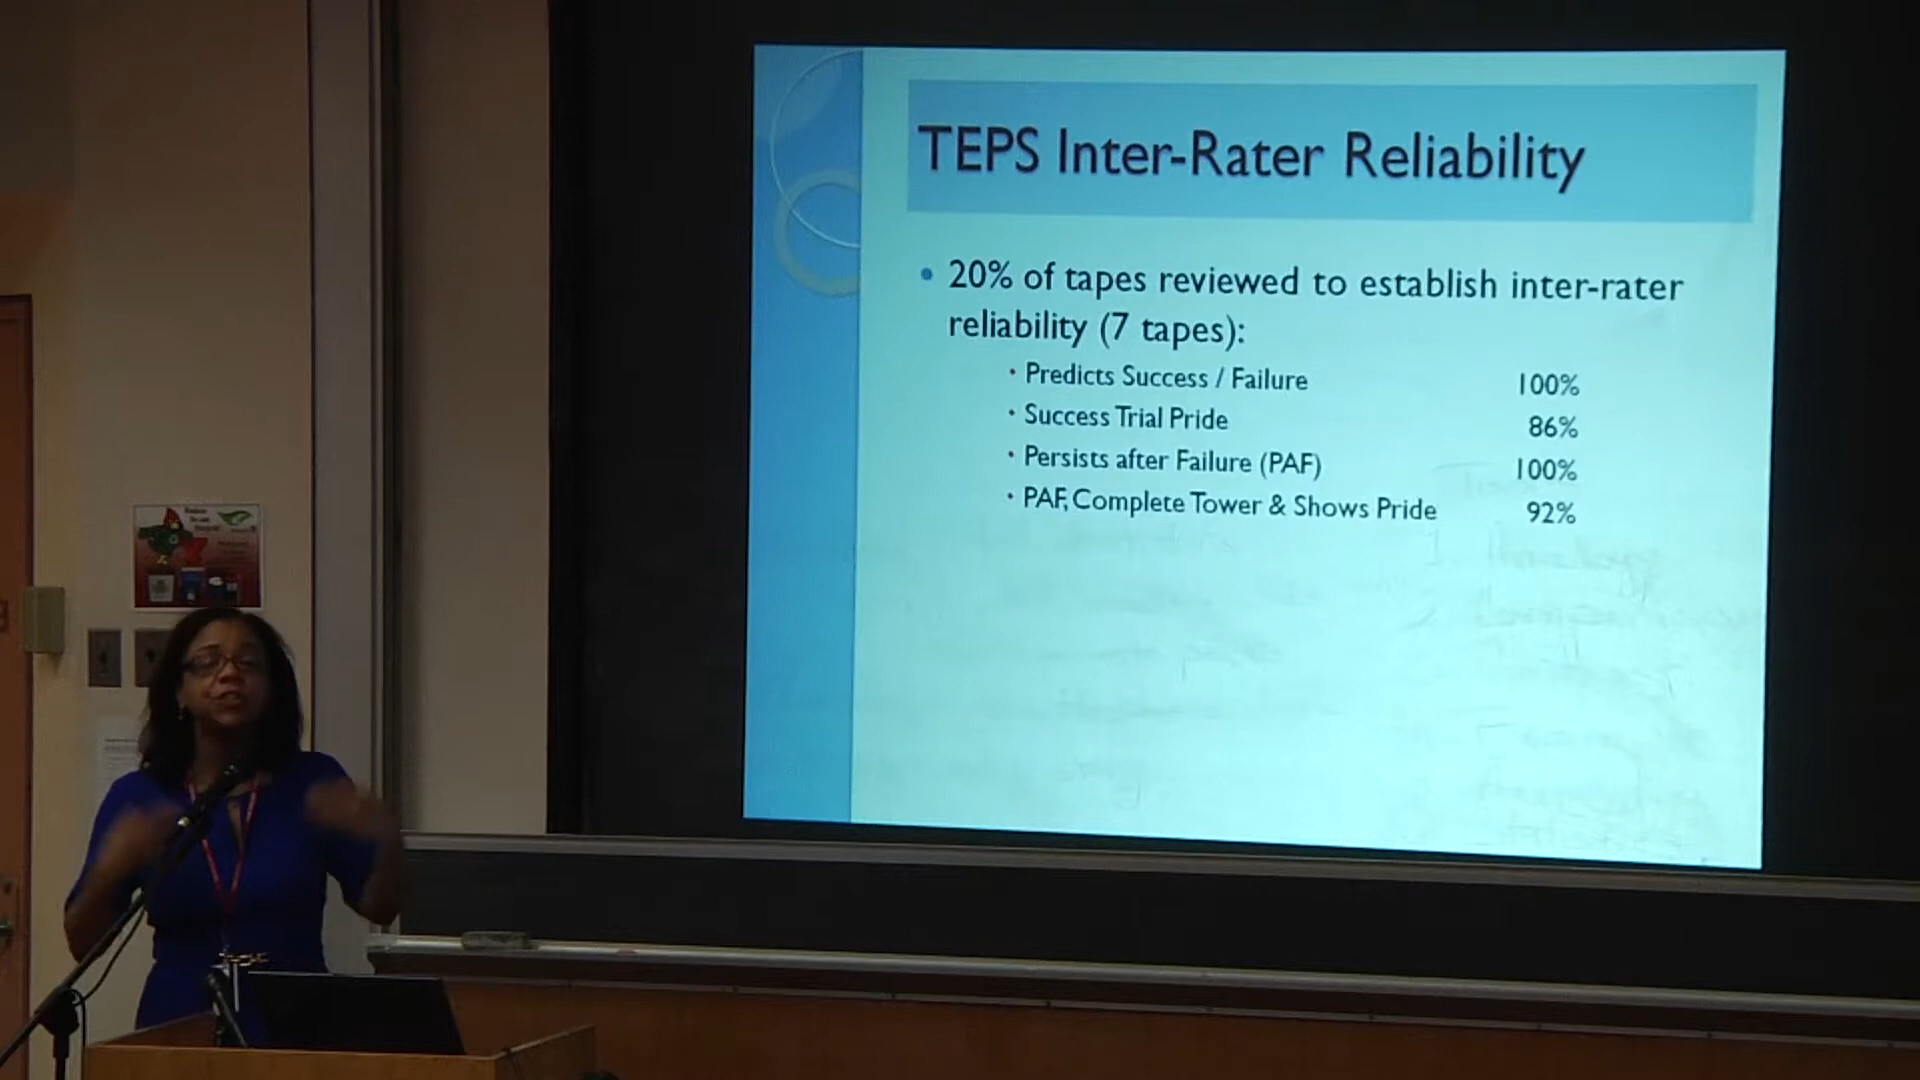 TEPS Inter-Rater Reliability
• 20% of tapes reviewed to establish inter-rater
reliability (7 tapes):
• Predicts Success / Failure 100%
• Success Trial Pride 86%
• Persists after Failure (PAF) 100%
• PAF, Complete Tower & Shows Pride 92%